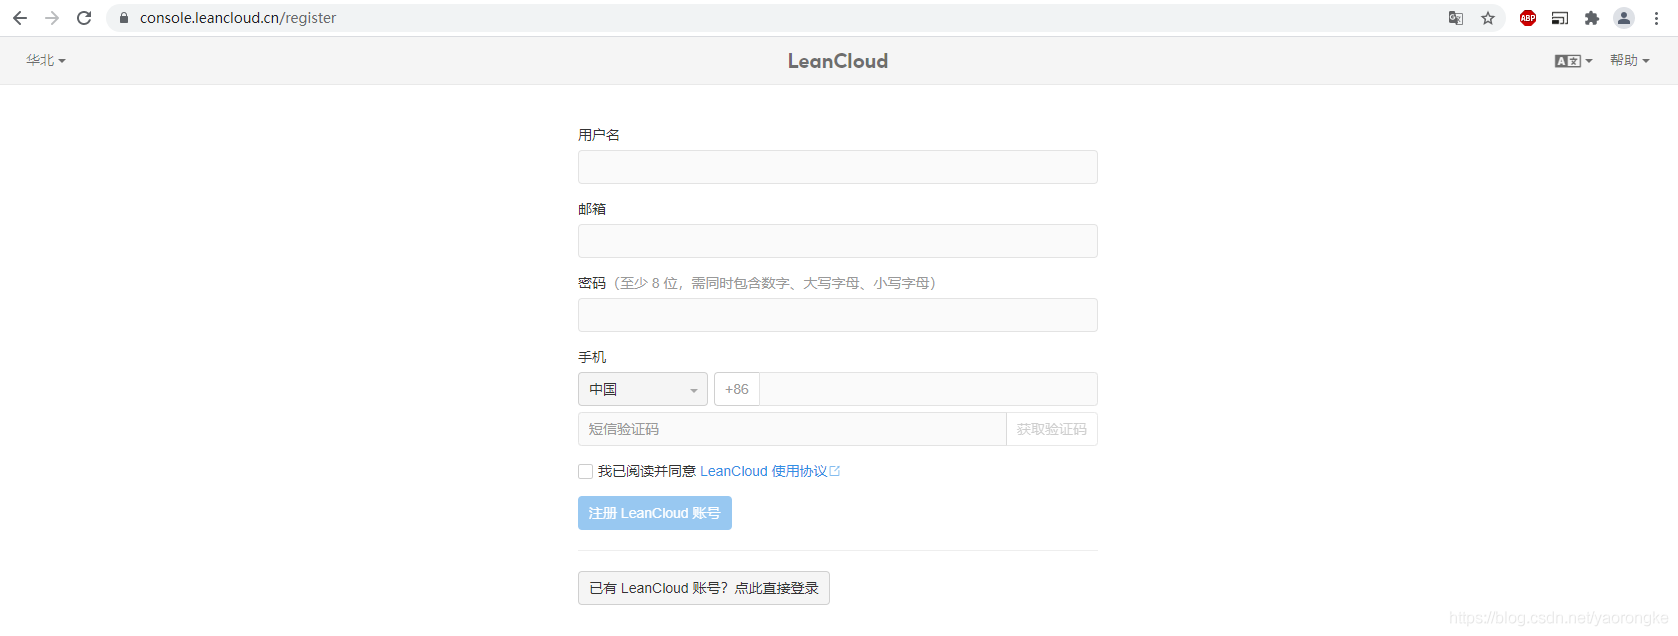 console.leancloud.cn/register
ABP
华北
LeanCloud
A文
帮助
用户名
邮箱
密码（至少 8 位，需同时包含数字、大写字母、小写字母）
手机
中国
+86
短信验证码
获取验证码
我已阅读并同意 LeanCloud 使用协议
注册 LeanCloud 账号
已有 LeanCloud 账号？点此直接登录
https://blog.csdn.net/yaorongke